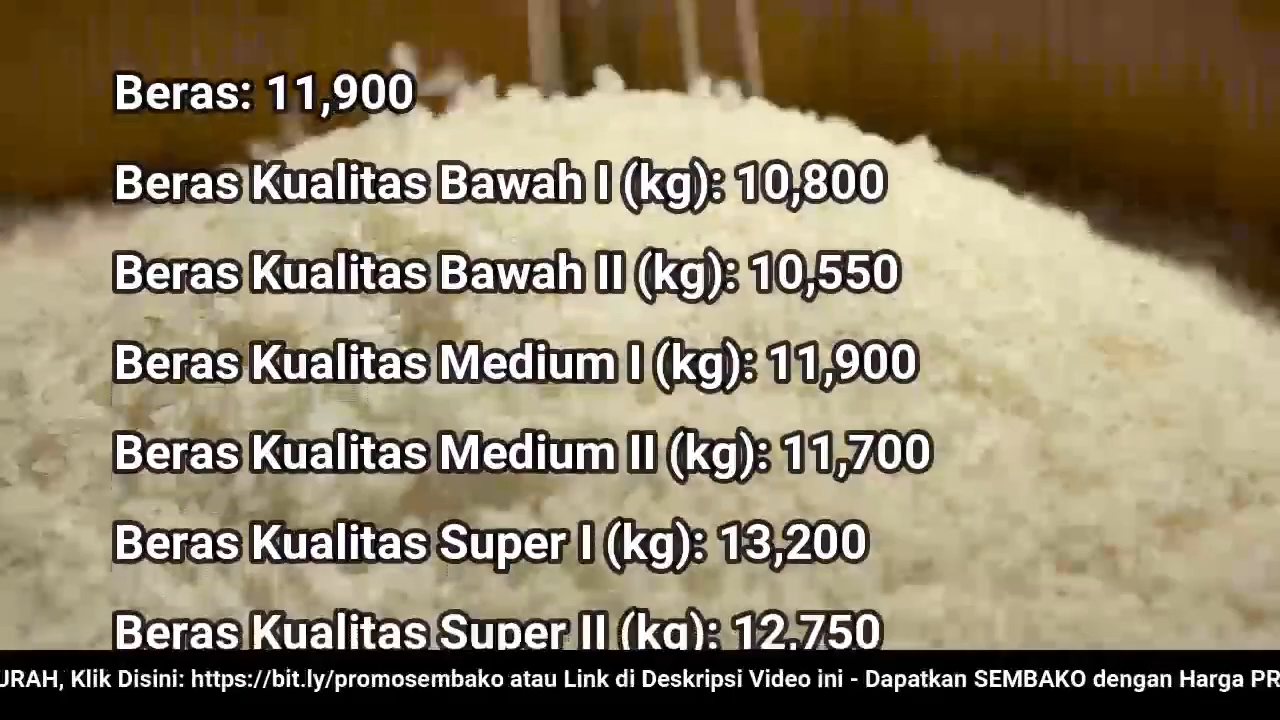 Beras: 11,900
Beras Kualitas Bawah I (kg): 10,800
Beras Kualitas Bawah II (kg): 10,550
Beras Kualitas Medium I (kg): 11,900
Beras Kualitas Medium II (kg): 11,700
Beras Kualitas Super I (kg): 13,200
Beras Kualitas Super II (kg): 12,750
Klik Disini: https://bit.ly/promosembako atau Link di Deskripsi Video ini - Dapatkan SEMBAKO dengan Harga